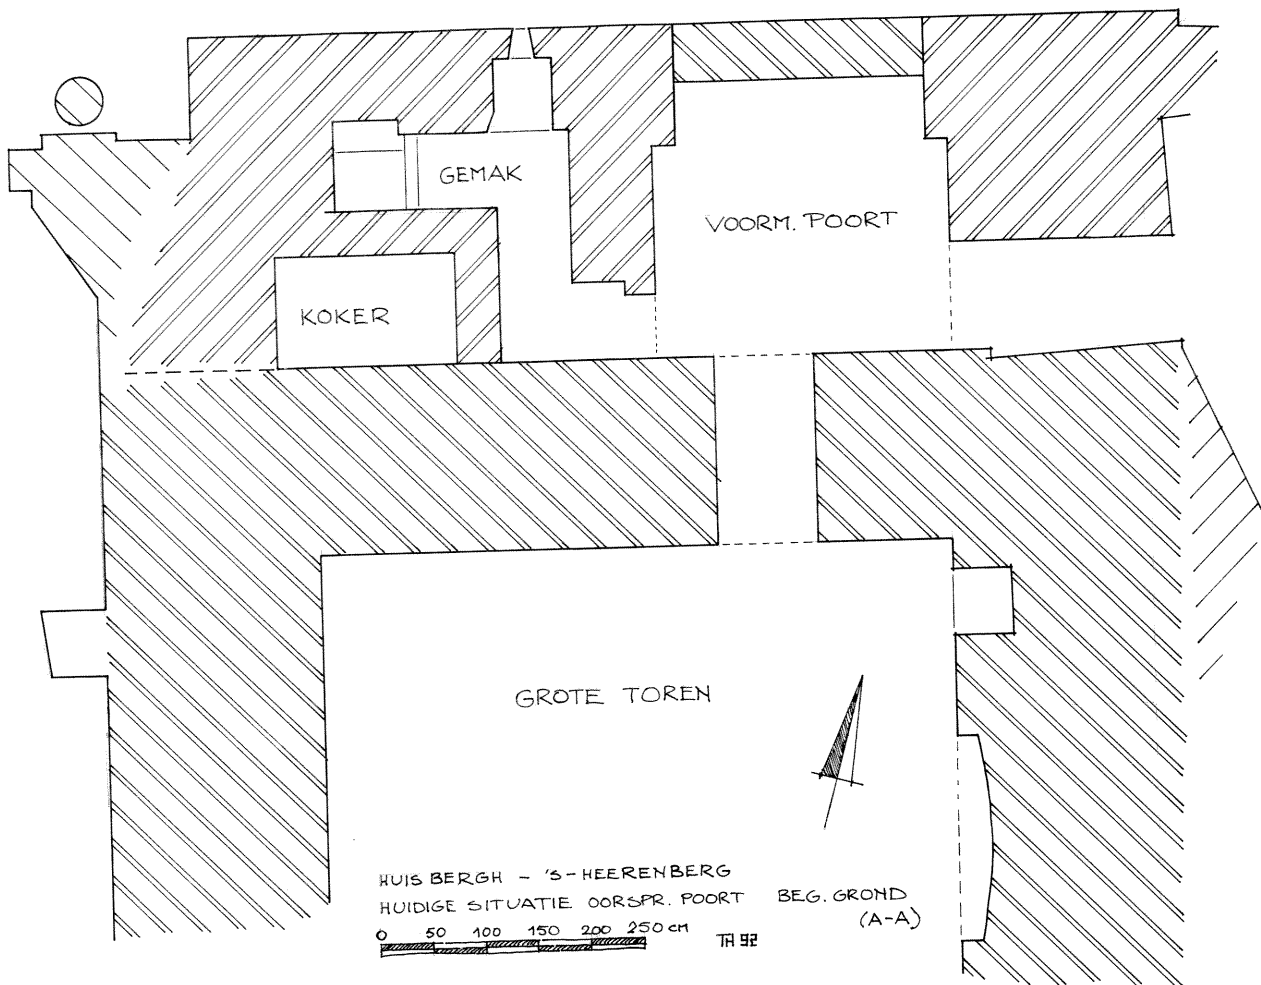 GEMAK
VOORM. POORT
KOKER
GROTE TOREN
HUIS BERGH - 'S-HEERENBERG
HUIDIGE SITUATIE OORSPR. POORT BEG. GROND
(A-A)
0 50 100 150 200 250 CM
TH 92